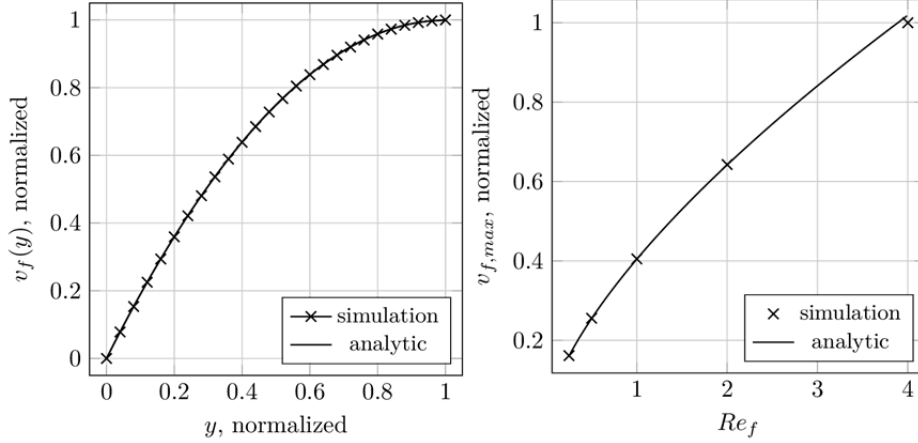 1
0.8
0.6
0.4
0.2
0
0
0.2
0.4
0.6
0.8
1
v_f(y), normalized
y, normalized
simulation
analytic
1
0.8
0.6
0.4
0.2
1
2
3
4
v_{f,max}, normalized
Re_f
simulation
analytic